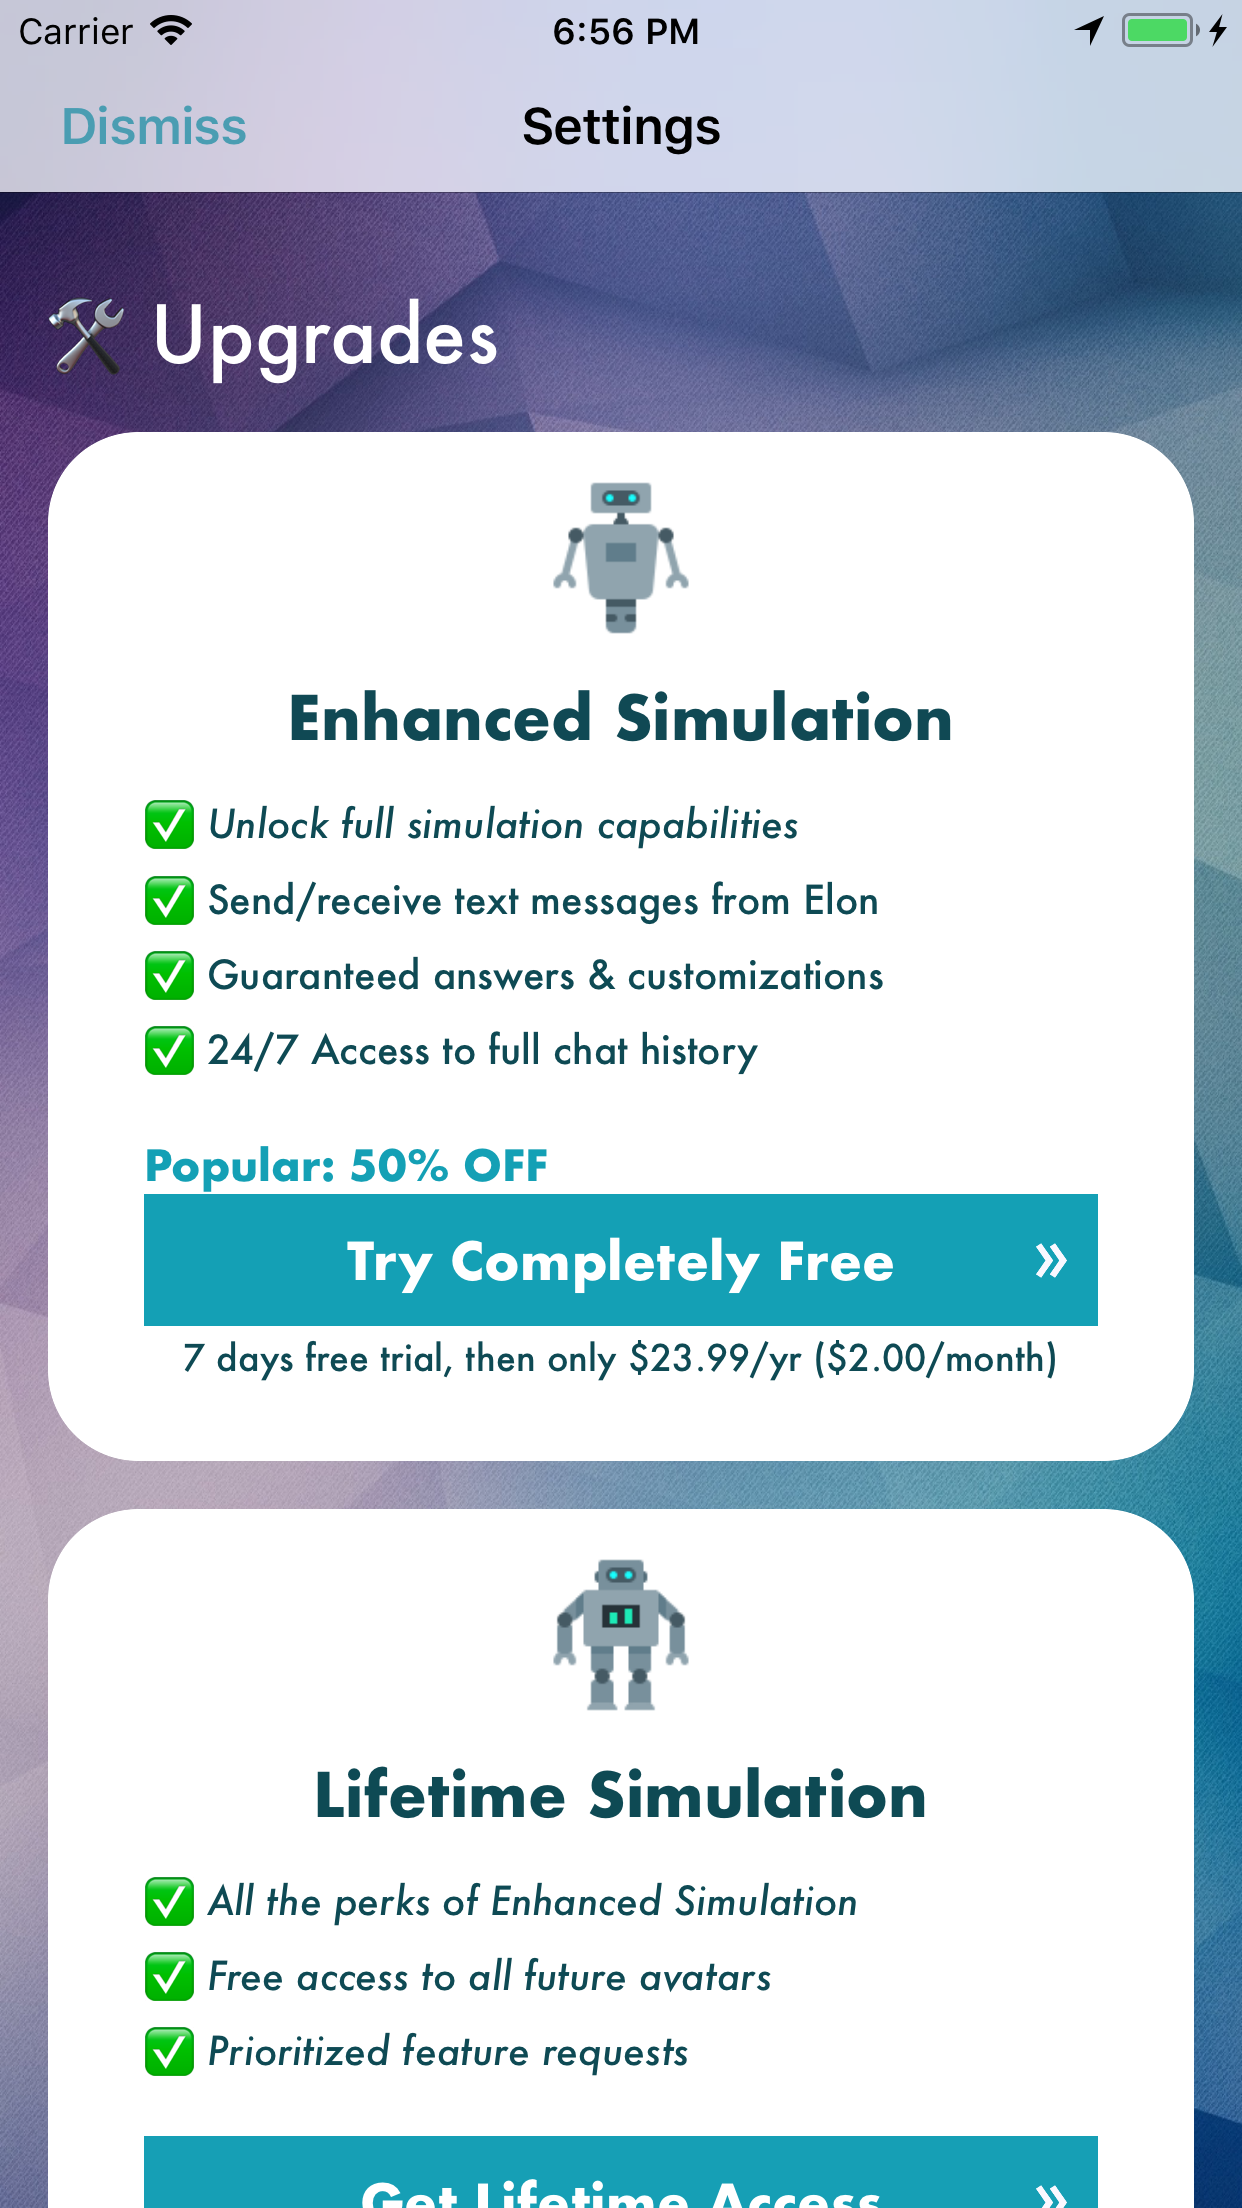 Carrier 6:56 PM
Dismiss Settings
Upgrades
Enhanced Simulation
Unlock full simulation capabilities
Send/receive text messages from Elon
Guaranteed answers & customizations
24/7 Access to full chat history
Popular: 50% OFF
Try Completely Free »
7 days free trial, then only $23.99/yr ($2.00/month)
Lifetime Simulation
All the perks of Enhanced Simulation
Free access to all future avatars
Prioritized feature requests
Get Lifetime Access »